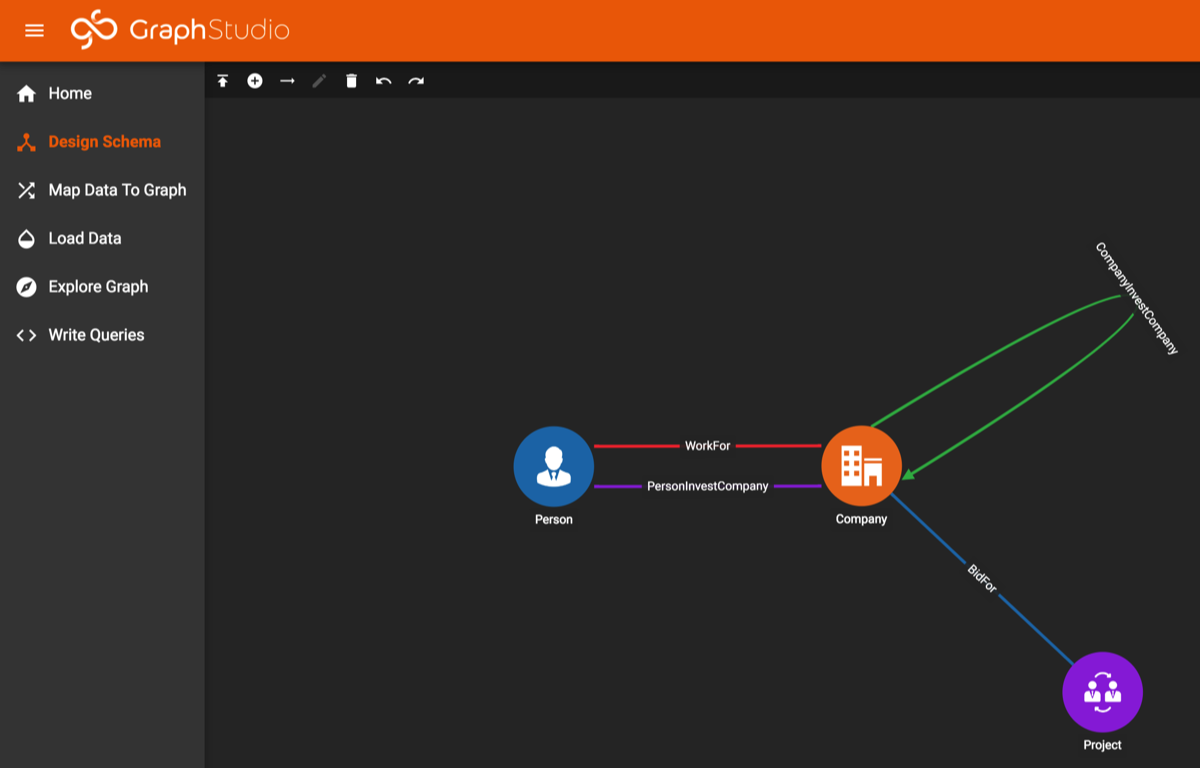 GraphStudio
Home
Design Schema
Map Data To Graph
Load Data
Explore Graph
Write Queries
CompanyInvestCompany
WorkFor
PersonInvestCompany
Person
Company
BidFor
Project